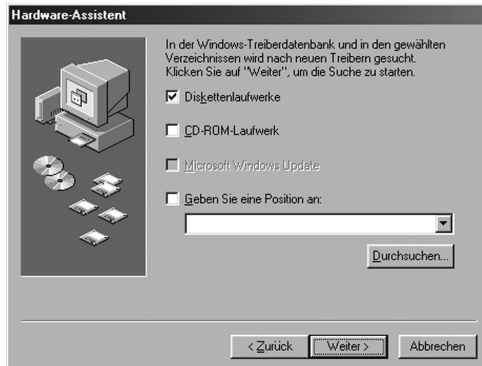 Hardware-Assistent
In der Windows-Treiberdatenbank und in den gewählten
Verzeichnissen wird nach neuen Treibern gesucht.
Klicken Sie auf "Weiter", um die Suche zu starten.
Diskettenlaufwerke
CD-ROM-Laufwerk
Microsoft Windows Update
Geben Sie eine Position an:
Durchsuchen...
< Zurück Weiter > Abbrechen